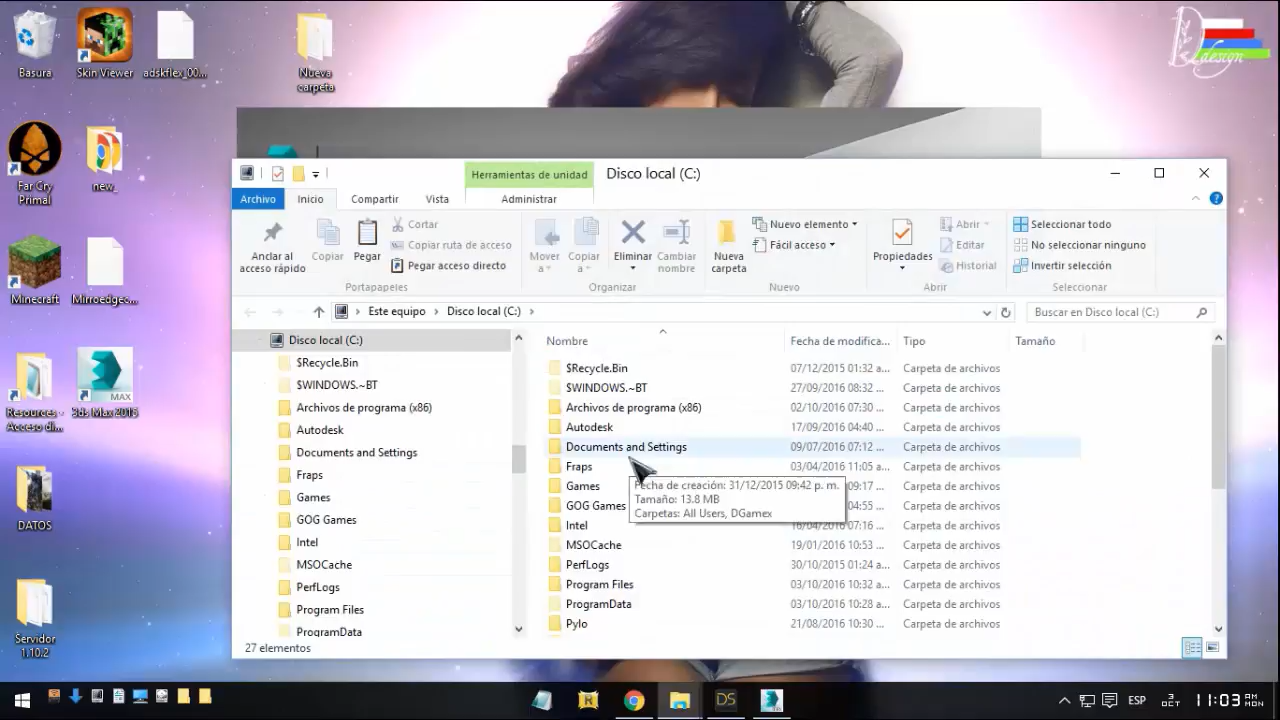 Basura
Skin Viewer
adskflex_00...
Nueva carpeta
Far Cry Primal
new_
Minecraft
Mirroedgec...
Resources - Acceso di...
3ds Max 2015
MAX
DATOS
Servidor 1.10.2
design
Herramientas de unidad
Disco local (C:)
Archivo
Inicio
Compartir
Vista
Administrar
Anclar al acceso rápido
Copiar
Pegar
Cortar
Copiar ruta de acceso
Pegar acceso directo
Portapapeles
Mover a
Copiar a
Eliminar
Cambiar nombre
Organizar
Nueva carpeta
Nuevo elemento
Fácil acceso
Nuevo
Propiedades
Abrir
Editar
Historial
Abrir
Seleccionar todo
No seleccionar ninguno
Invertir selección
Seleccionar
Este equipo
Disco local (C:)
Buscar en Disco local (C:)
Disco local (C:)
$Recycle.Bin
$WINDOWS.~BT
Archivos de programa (x86)
Autodesk
Documents and Settings
Fraps
Games
GOG Games
Intel
MSOCache
PerfLogs
Program Files
ProgramData
Nombre Fecha de modifica... Tipo Tamaño
$Recycle.Bin 07/12/2015 01:32 a... Carpeta de archivos
$WINDOWS.~BT 27/09/2016 08:32 ... Carpeta de archivos
Archivos de programa (x86) 02/10/2016 07:30 ... Carpeta de archivos
Autodesk 17/09/2016 04:40 ... Carpeta de archivos
Documents and Settings 09/07/2016 07:12 ... Carpeta de archivos
Fraps 03/04/2016 11:05 a... Carpeta de archivos
Games 09:17 ... Carpeta de archivos
GOG Games 04:55 ... Carpeta de archivos
Intel 16/04/2016 07:16 ... Carpeta de archivos
MSOCache 19/01/2016 10:53 ... Carpeta de archivos
PerfLogs 30/10/2015 01:24 a... Carpeta de archivos
Program Files 03/10/2016 10:32 a... Carpeta de archivos
ProgramData 03/10/2016 10:28 a... Carpeta de archivos
Pylo 21/08/2016 10:30 ... Carpeta de archivos
Fecha de creación: 31/12/2015 09:42 p. m.
Tamaño: 13.8 MB
Carpetas: All Users, DGamex
27 elementos
R
DS
ESP
3 OCT
11:03 AM MON